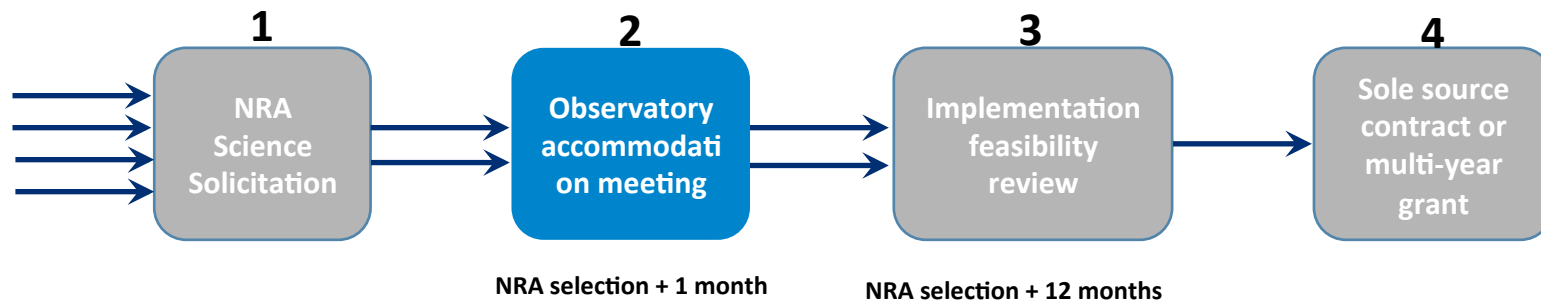 1
NRA
Science
Solicitation
2
Observatory
accommodati
on meeting
NRA selection + 1 month
3
Implementation
feasibility
review
NRA selection + 12 months
4
Sole source
contract or
multi-year
grant